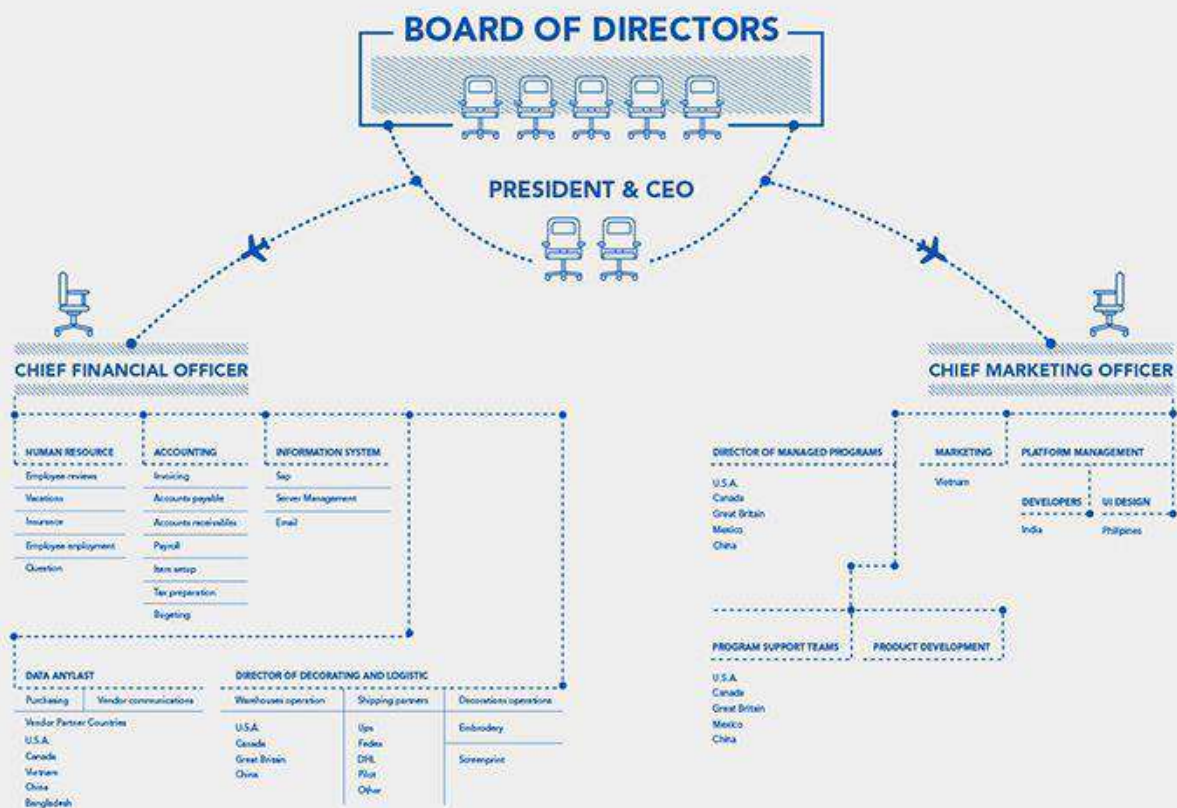 BOARD OF DIRECTORS
PRESIDENT & CEO
CHIEF FINANCIAL OFFICER
HUMAN RESOURCE
Employee reviews
Vacations
Insurance
Employee enployment
Question
ACCOUNTING
Invoicing
Accounts payable
Accounts receivables
Payroll
Item setup
Tax preparation
Bugeting
INFORMATION SYSTEM
Sap
Server Management
Email
DATA ANYLAST
Purchasing
Vendor communications
Vendor Partner Countries
U.S.A.
Canada
Vietnam
China
Bangladesh
DIRECTOR OF DECORATING AND LOGISTIC
Warehouses operation
U.S.A.
Canada
Great Britain
China
Shipping partners
Ups
Fedex
DHL
Pilot
Other
Decorations operations
Embrodery
Screenprint
CHIEF MARKETING OFFICER
DIRECTOR OF MANAGED PROGRAMS
U.S.A.
Canada
Great Britain
Mexico
China
MARKETING
Vietnam
PLATFORM MANAGEMENT
DEVELOPERS
India
UI DESIGN
Philipines
PROGRAM SUPPORT TEAMS
U.S.A.
Canada
Great Britain
Mexico
China
PRODUCT DEVELOPMENT